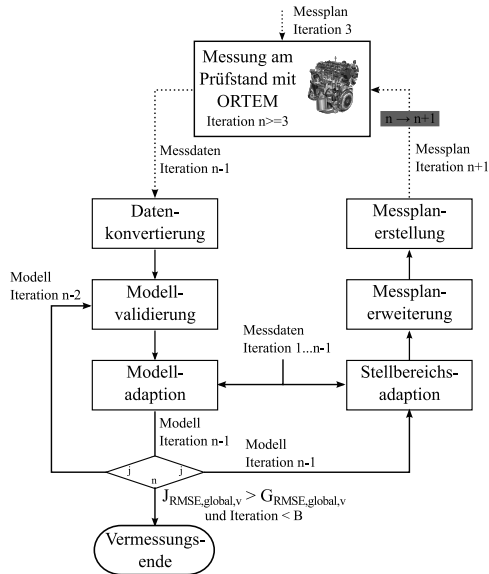 Messplan
Iteration 3
Messung am
Prüfstand mit
ORTEM
Iteration n>=3
n → n+1
Messdaten
Iteration n-1
Messplan
Iteration n+1
Daten-
konvertierung
Messplan-
erstellung
Modell
Iteration n-2
Modell-
validierung
Messplan-
erweiterung
Messdaten
Iteration 1...n-1
Modell-
adaption
Stellbereichs-
adaption
Modell
Iteration n-1
Modell
Iteration n-1
j
j
n
J_RMSE,global,v > G_RMSE,global,v
und Iteration < B
Vermessungs-
ende